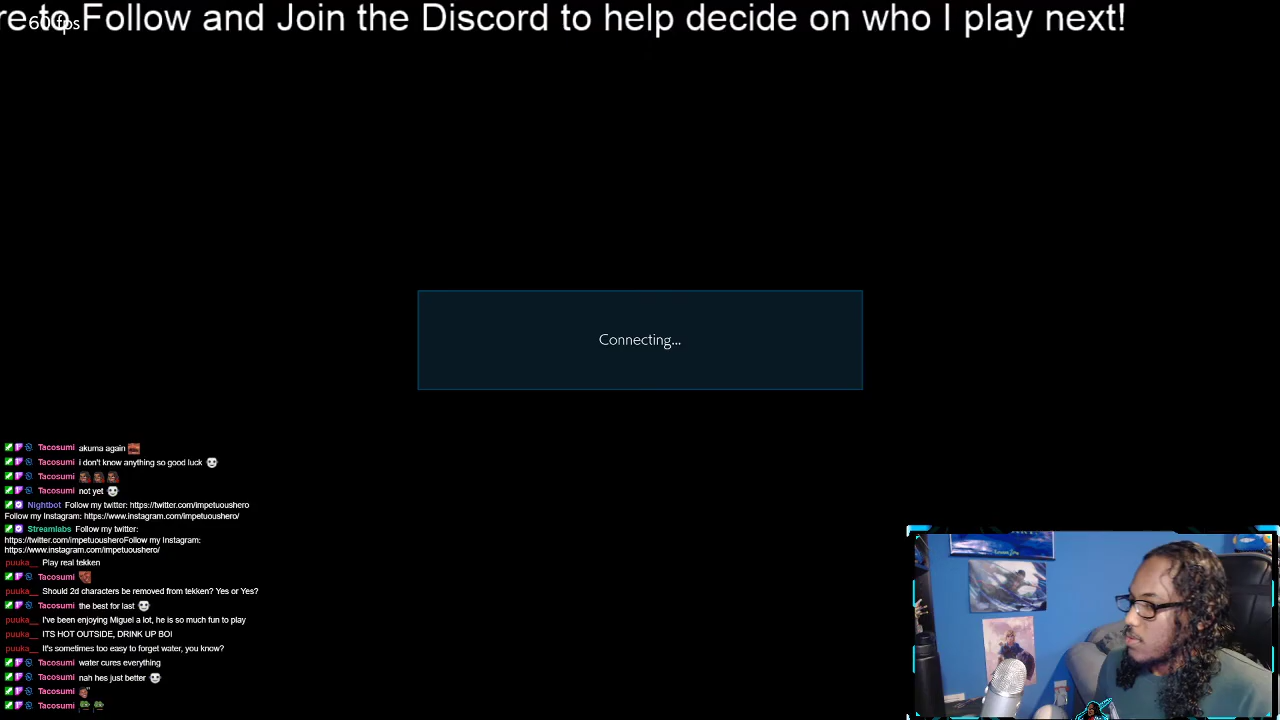 re to Follow and Join the Discord to help decide on who I play next!
60 fps
Connecting...
Tacosumi akuma again
Tacosumi i don't know anything so good luck
Tacosumi
Tacosumi not yet
Nightbot Follow my twitter: https://twitter.com/impetuoushero
Follow my Instagram: https://www.instagram.com/impetuoushero/
Streamlabs Follow my twitter:
https://twitter.com/impetuousheroFollow my Instagram:
https://www.instagram.com/impetuoushero/
puuka__ Play real tekken
Tacosumi
puuka__ Should 2d characters be removed from tekken? Yes or Yes?
Tacosumi the best for last
puuka__ I've been enjoying Miguel a lot, he is so much fun to play
puuka__ ITS HOT OUTSIDE, DRINK UP BOI
puuka__ It's sometimes too easy to forget water, you know?
Tacosumi water cures everything
Tacosumi nah hes just better
Tacosumi
Tacosumi